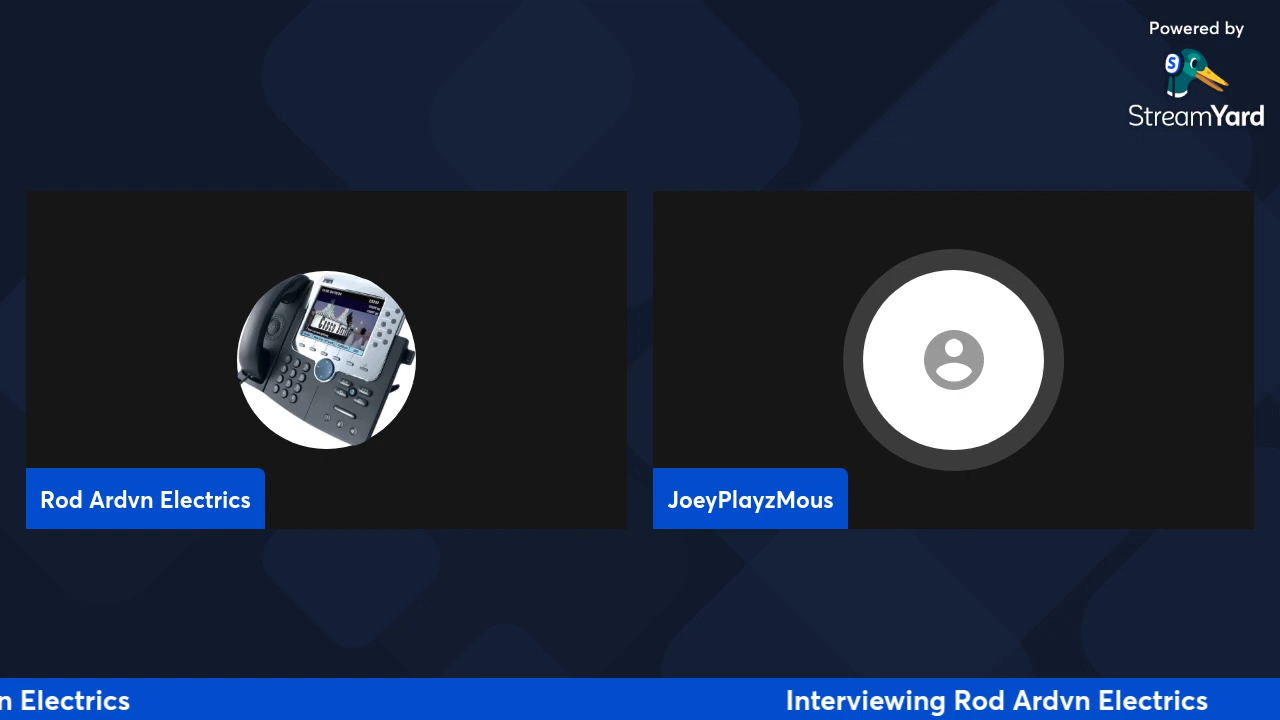 Powered by
S
StreamYard
Rod Ardvn Electrics
JoeyPlayzMous
n Electrics
Interviewing Rod Ardvn Electrics